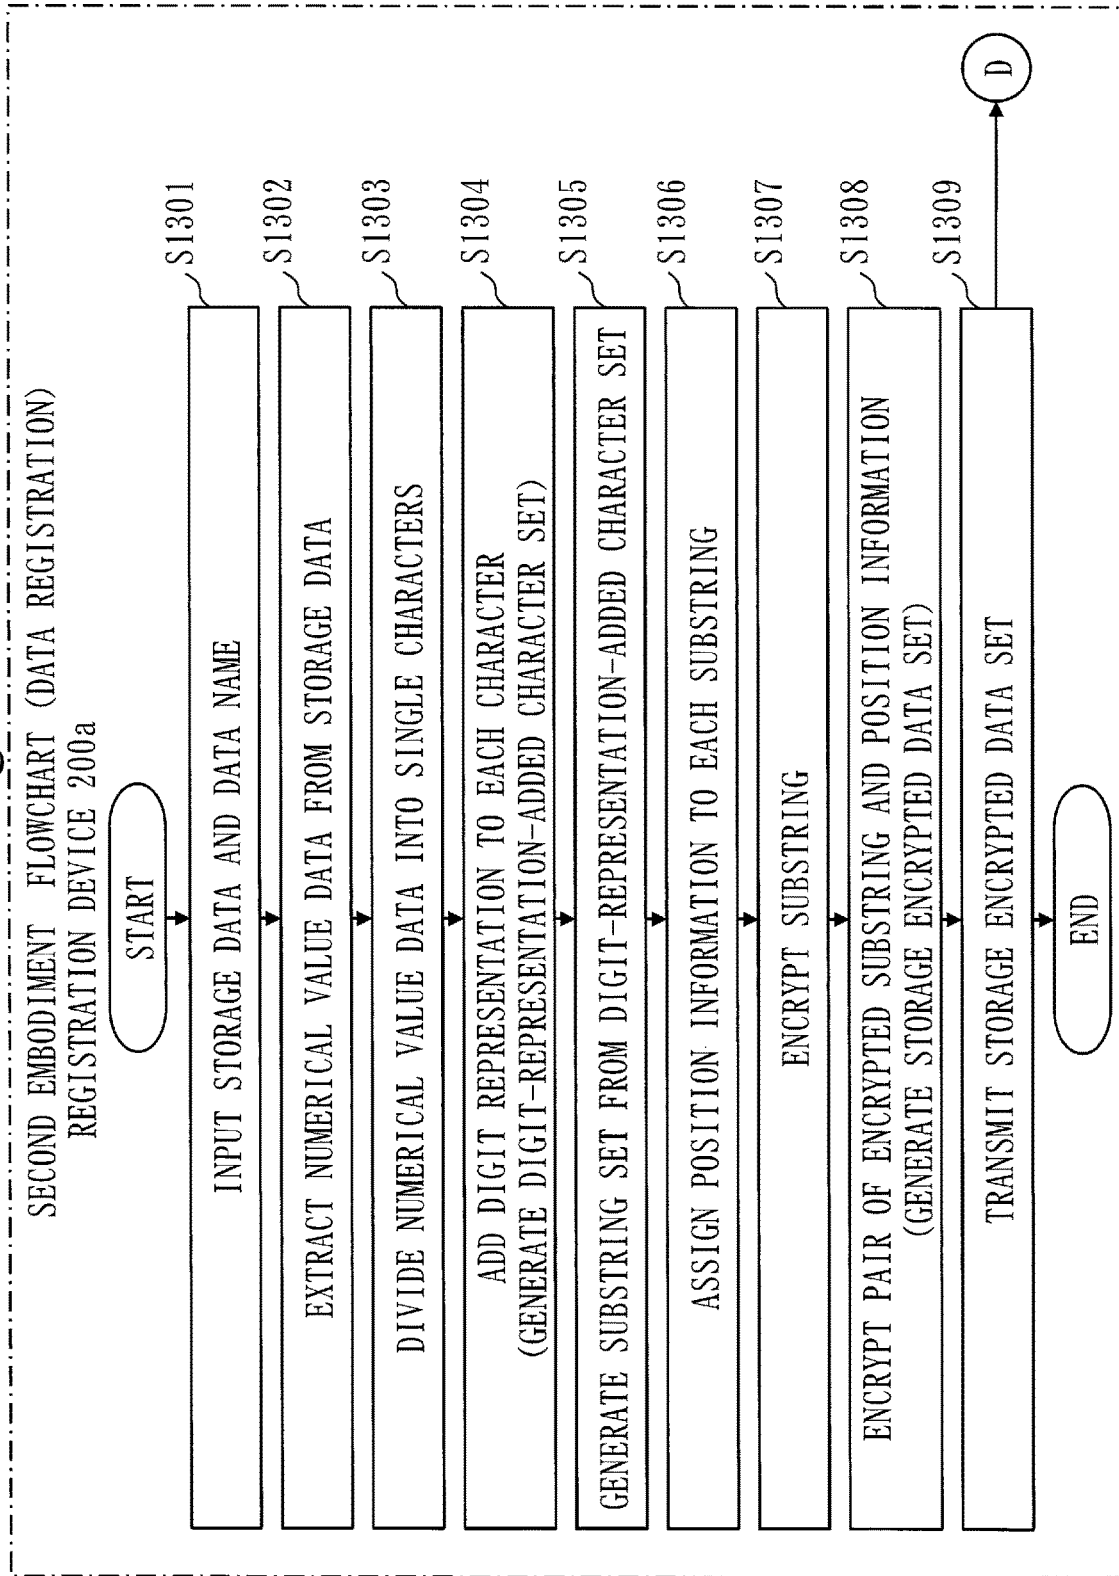 SECOND EMBODIMENT FLOWCHART (DATA REGISTRATION)
REGISTRATION DEVICE 200a
START
INPUT STORAGE DATA AND DATA NAME
S1301
EXTRACT NUMERICAL VALUE DATA FROM STORAGE DATA
S1302
DIVIDE NUMERICAL VALUE DATA INTO SINGLE CHARACTERS
S1303
ADD DIGIT REPRESENTATION TO EACH CHARACTER
(GENERATE DIGIT-REPRESENTATION-ADDED CHARACTER SET)
S1304
GENERATE SUBSTRING SET FROM DIGIT-REPRESENTATION-ADDED CHARACTER SET
S1305
ASSIGN POSITION INFORMATION TO EACH SUBSTRING
S1306
ENCRYPT SUBSTRING
S1307
ENCRYPT PAIR OF ENCRYPTED SUBSTRING AND POSITION INFORMATION
(GENERATE STORAGE ENCRYPTED DATA SET)
S1308
TRANSMIT STORAGE ENCRYPTED DATA SET
S1309
D
END